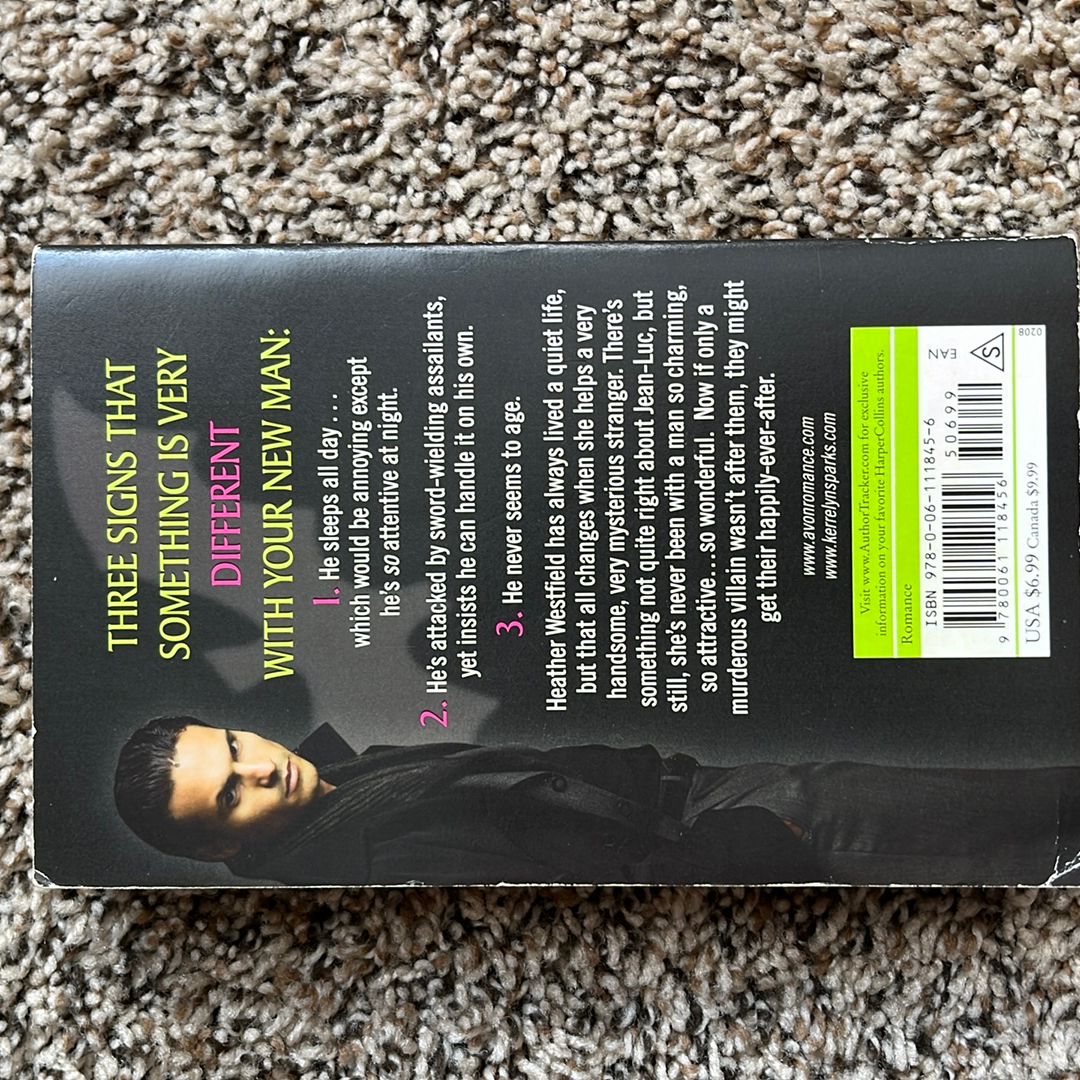 THREE SIGNS THAT
SOMETHING IS VERY
DIFFERENT
WITH YOUR NEW MAN:
1. He sleeps all day . . .
which would be annoying except
he's so attentive at night.
2. He's attacked by sword-wielding assailants,
yet insists he can handle it on his own.
3. He never seems to age.
Heather Westfield has always lived a quiet life,
but that all changes when she helps a very
handsome, very mysterious stranger. There's
something not quite right about Jean-Luc, but
still, she's never been with a man so charming,
so attractive...so wonderful. Now if only a
murderous villain wasn't after them, they might
get their happily-ever-after.
www.avonromance.com
www.kerrelynsparks.com
Visit www.AuthorTracker.com for exclusive
information on your favorite HarperCollins authors.
Romance
ISBN 978-0-06-111845-6
EAN
50699
9 780061 118456
S
USA $6.99 Canada $9.99
0208